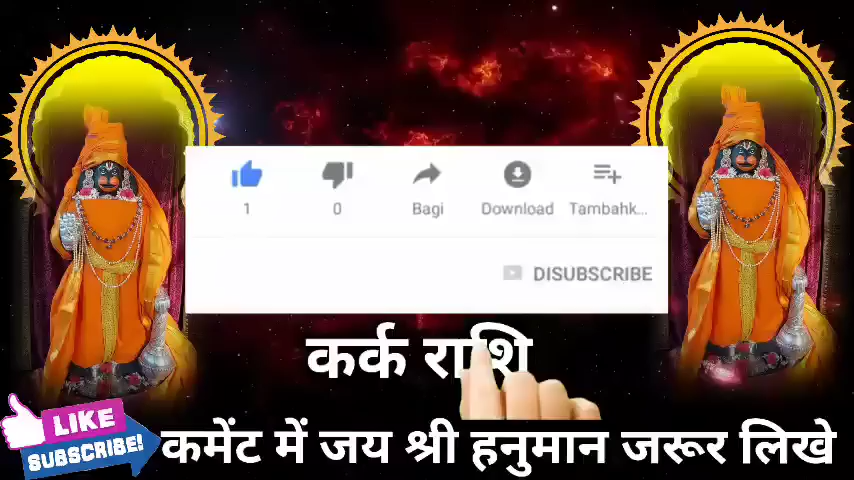 1
0
Bagi
Download
Tambahk...
DISUBSCRIBE
कर्क राशि
LIKE
SUBSCRIBE!
कमेंट में जय श्री हनुमान जरूर लिखे